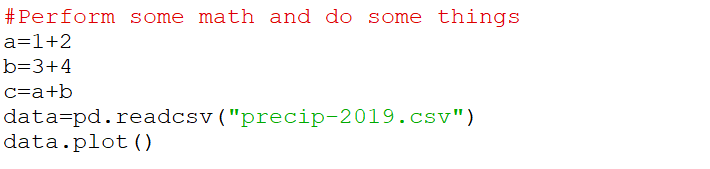 #Perform some math and do some things
a=1+2
b=3+4
c=a+b
data=pd.readcsv("precip-2019.csv")
data.plot()